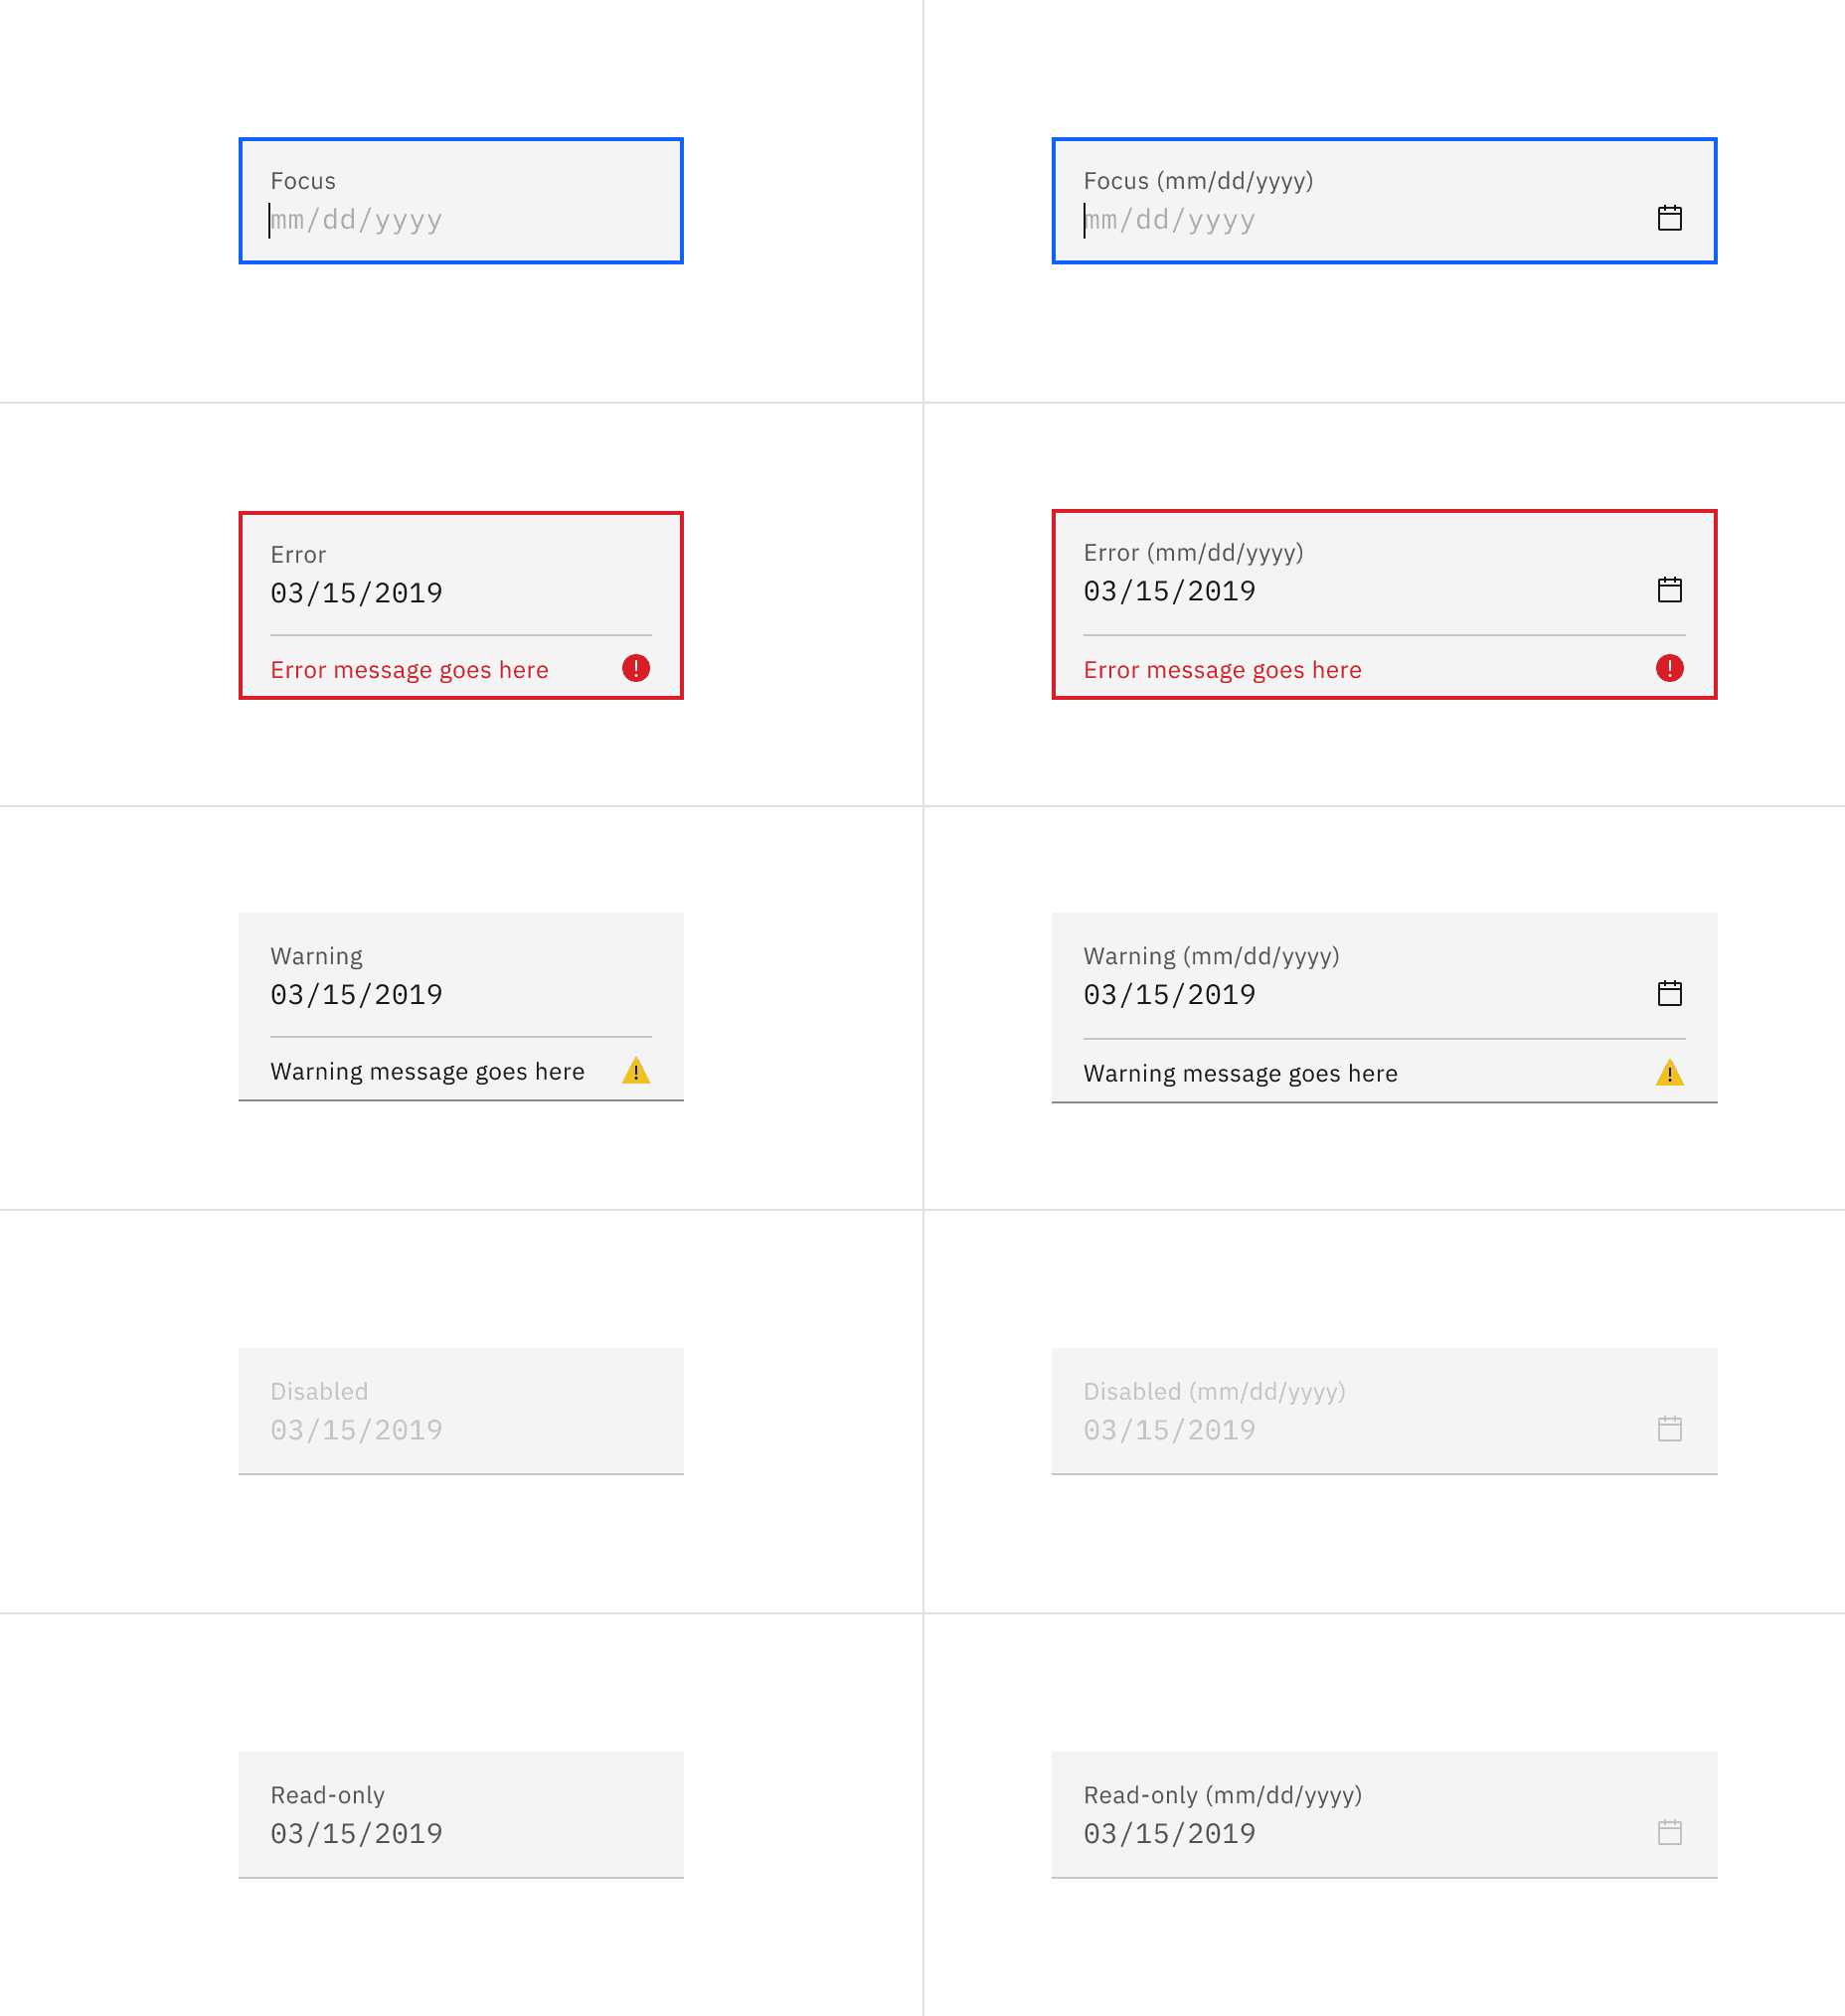 Focus
mm/dd/yyyy
Focus (mm/dd/yyyy)
mm/dd/yyyy
Error
03/15/2019
Error message goes here
Error (mm/dd/yyyy)
03/15/2019
Error message goes here
Warning
03/15/2019
Warning message goes here
Warning (mm/dd/yyyy)
03/15/2019
Warning message goes here
Disabled
03/15/2019
Disabled (mm/dd/yyyy)
03/15/2019
Read-only
03/15/2019
Read-only (mm/dd/yyyy)
03/15/2019